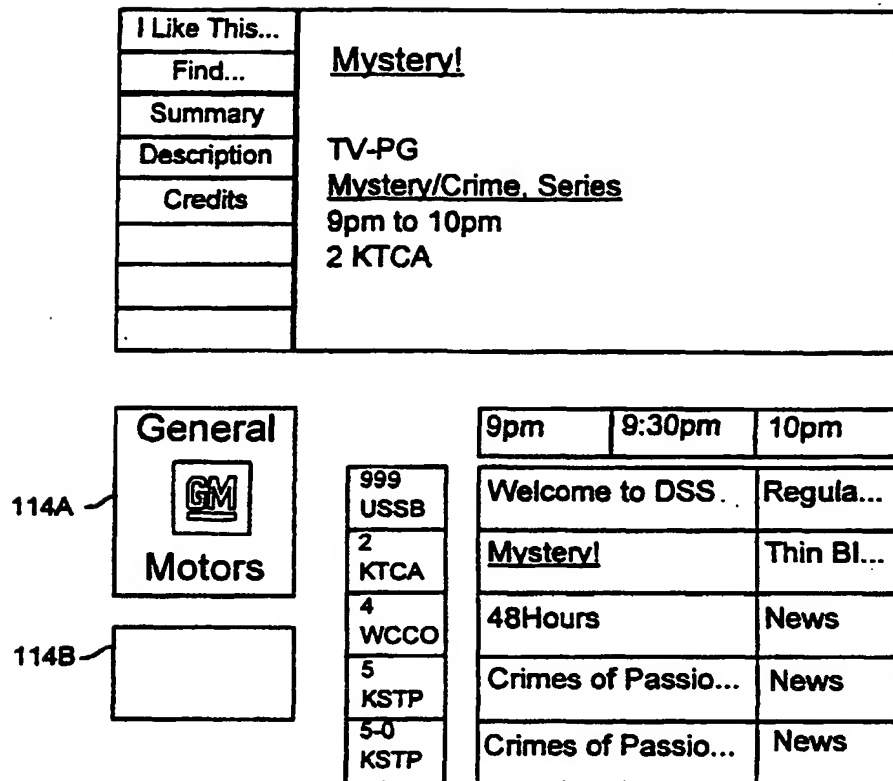 I Like This...
Find...
Summary
Description
Credits
Mystery!
TV-PG
Mystery/Crime, Series
9pm to 10pm
2 KTCA
114A
General
GM
Motors
114B
9pm 9:30pm 10pm
999 USSB Welcome to DSS. Regula...
2 KTCA Mystery! Thin Bl...
4 WCCO 48Hours News
5 KSTP Crimes of Passio... News
5-0 KSTP Crimes of Passio... News